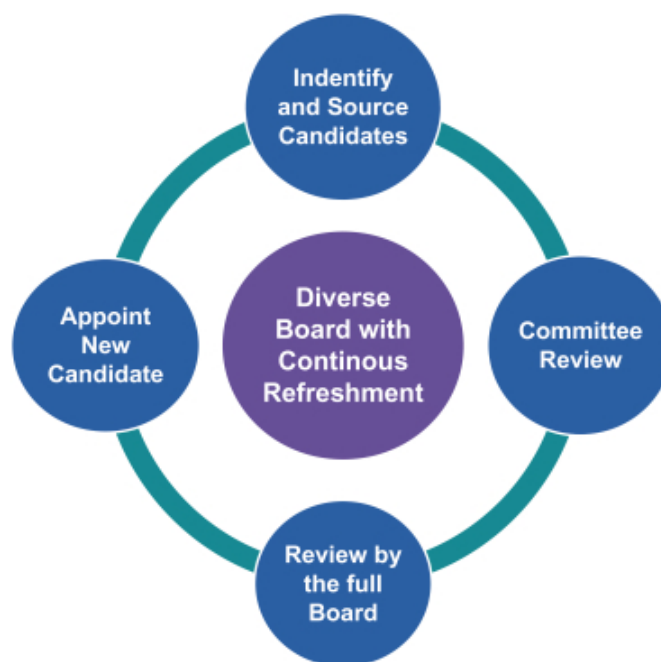 Indentify
and Source
Candidates
Committee
Review
Review by
the full
Board
Appoint
New
Candidate
Diverse
Board with
Continous
Refreshment